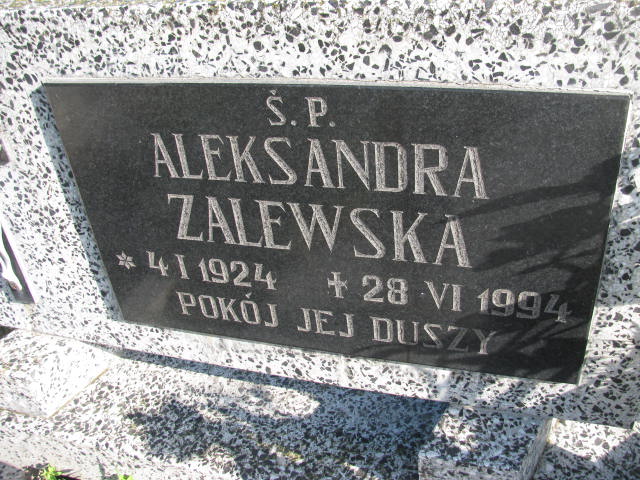 Ś. P.
ALEKSANDRA
ZALEWSKA
* 4 I 1924 ✝ 28 VI 1994
POKÓJ JEJ DUSZY